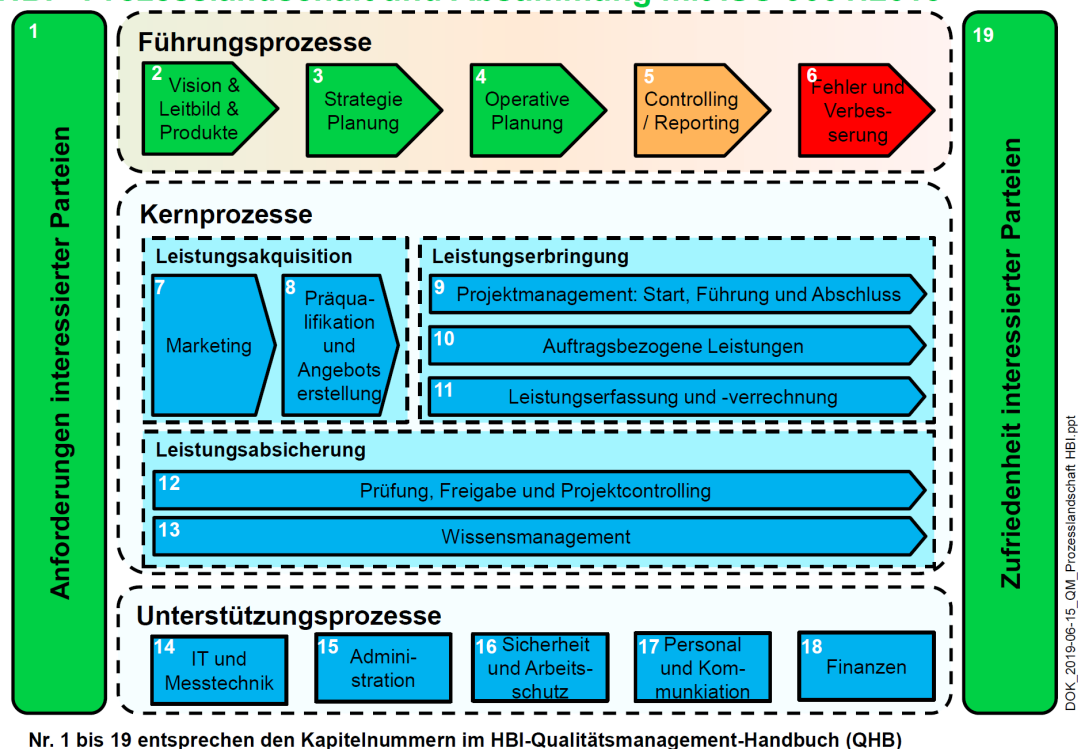 1
Anforderungen interessierter Parteien
Führungsprozesse
2
Vision &
Leitbild &
Produkte
3
Strategie
Planung
4
Operative
Planung
5
Controlling
/ Reporting
6
Fehler und
Verbes-
serung
Kernprozesse
Leistungsakquisition
7
Marketing
8
Präqua-
lifikation
und
Angebots
erstellung
Leistungserbringung
9
Projektmanagement: Start, Führung und Abschluss
10
Auftragsbezogene Leistungen
11
Leistungserfassung und -verrechnung
Leistungsabsicherung
12
Prüfung, Freigabe und Projektcontrolling
13
Wissensmanagement
Unterstützungsprozesse
14
IT und
Messtechnik
15
Admini-
stration
16
Sicherheit
und Arbeits-
schutz
17
Personal
und Kom-
munkiation
18
Finanzen
19
Zufriedenheit interessierter Parteien
DOK_2019-06-15_QM_Prozesslandschaft HBI.ppt
Nr. 1 bis 19 entsprechen den Kapitelnummern im HBI-Qualitätsmanagement-Handbuch (QHB)